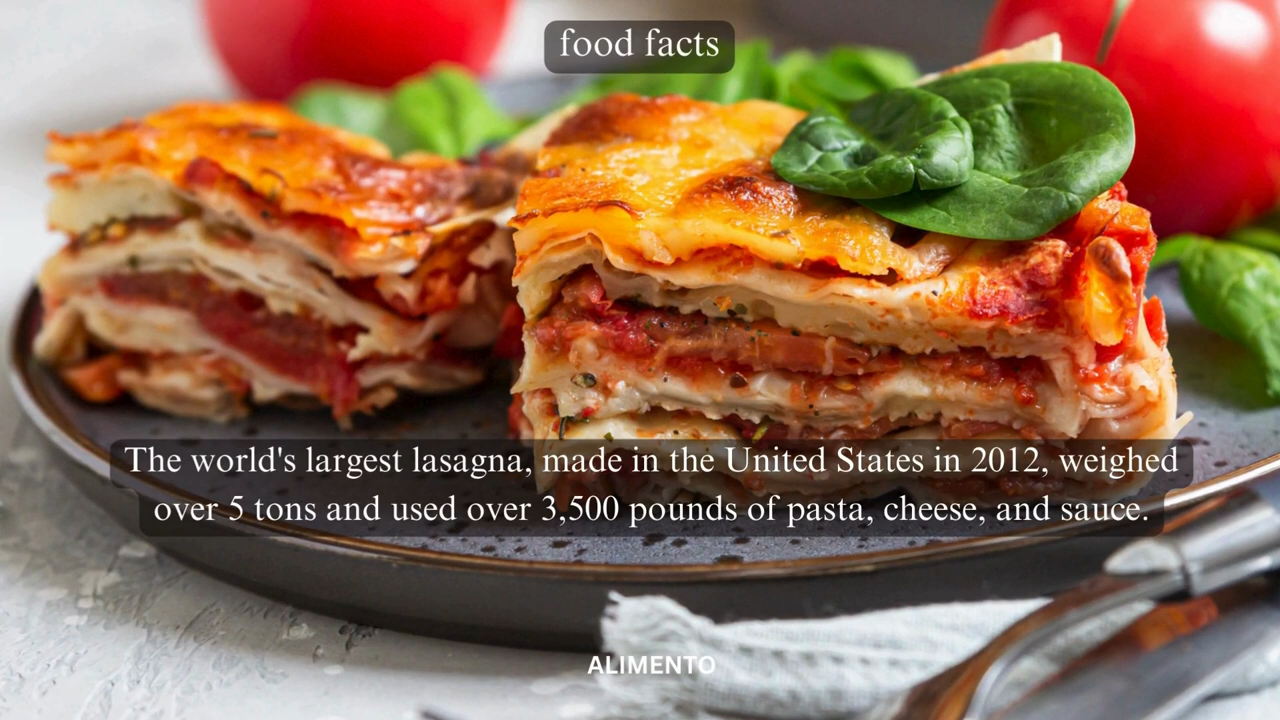 food facts
The world's largest lasagna, made in the United States in 2012, weighed
over 5 tons and used over 3,500 pounds of pasta, cheese, and sauce.
ALIMENTO